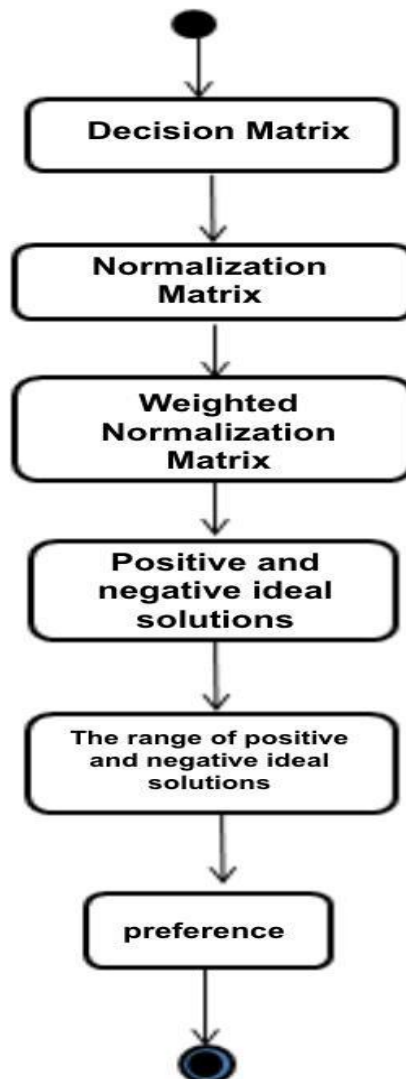 Decision Matrix
Normalization
Matrix
Weighted
Normalization
Matrix
Positive and
negative ideal
solutions
The range of positive
and negative ideal
solutions
preference